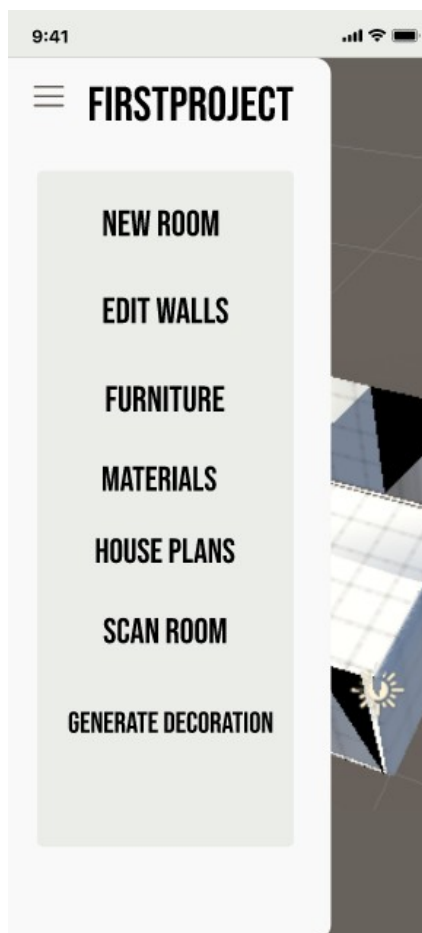 9:41
FIRSTPROJECT
NEW ROOM
EDIT WALLS
FURNITURE
MATERIALS
HOUSE PLANS
SCAN ROOM
GENERATE DECORATION